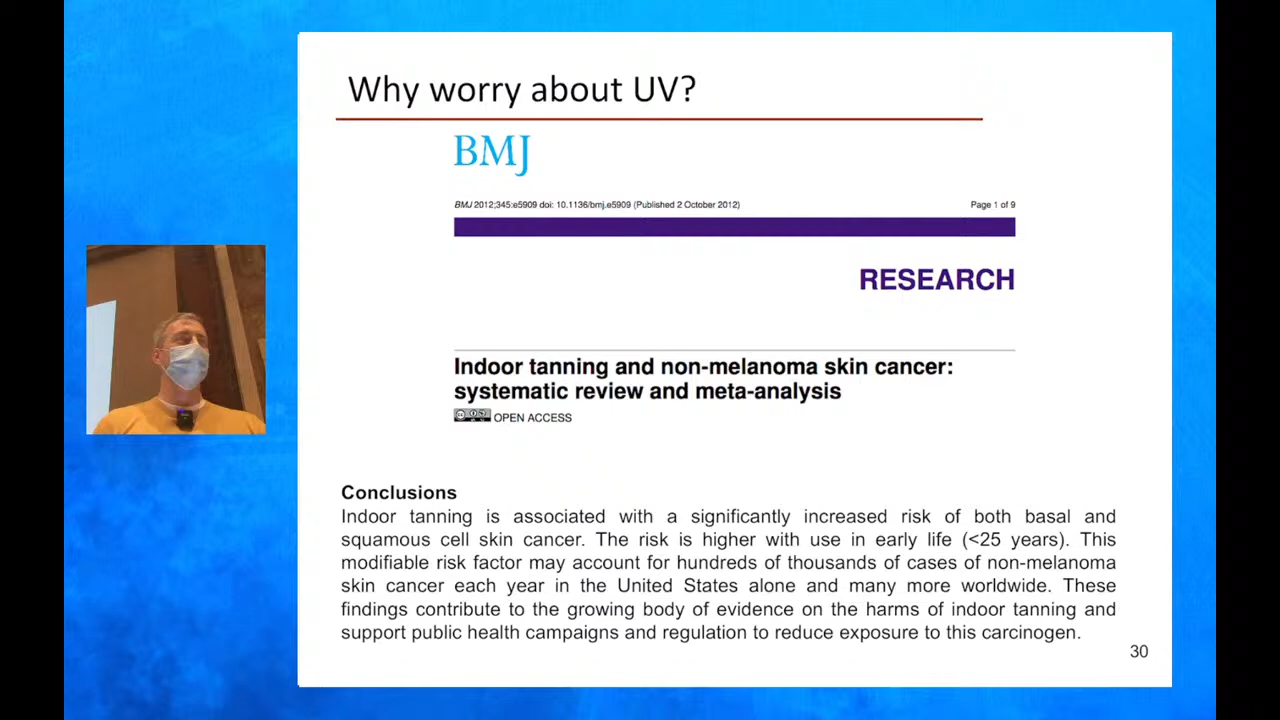 Why worry about UV?
BMJ
BMJ 2012;345:e5909 doi: 10.1136/bmj.e5909 (Published 2 October 2012) Page 1 of 9
RESEARCH
Indoor tanning and non-melanoma skin cancer:
systematic review and meta-analysis
OPEN ACCESS
Conclusions
Indoor tanning is associated with a significantly increased risk of both basal and
squamous cell skin cancer. The risk is higher with use in early life (<25 years). This
modifiable risk factor may account for hundreds of thousands of cases of non-melanoma
skin cancer each year in the United States alone and many more worldwide. These
findings contribute to the growing body of evidence on the harms of indoor tanning and
support public health campaigns and regulation to reduce exposure to this carcinogen.
30